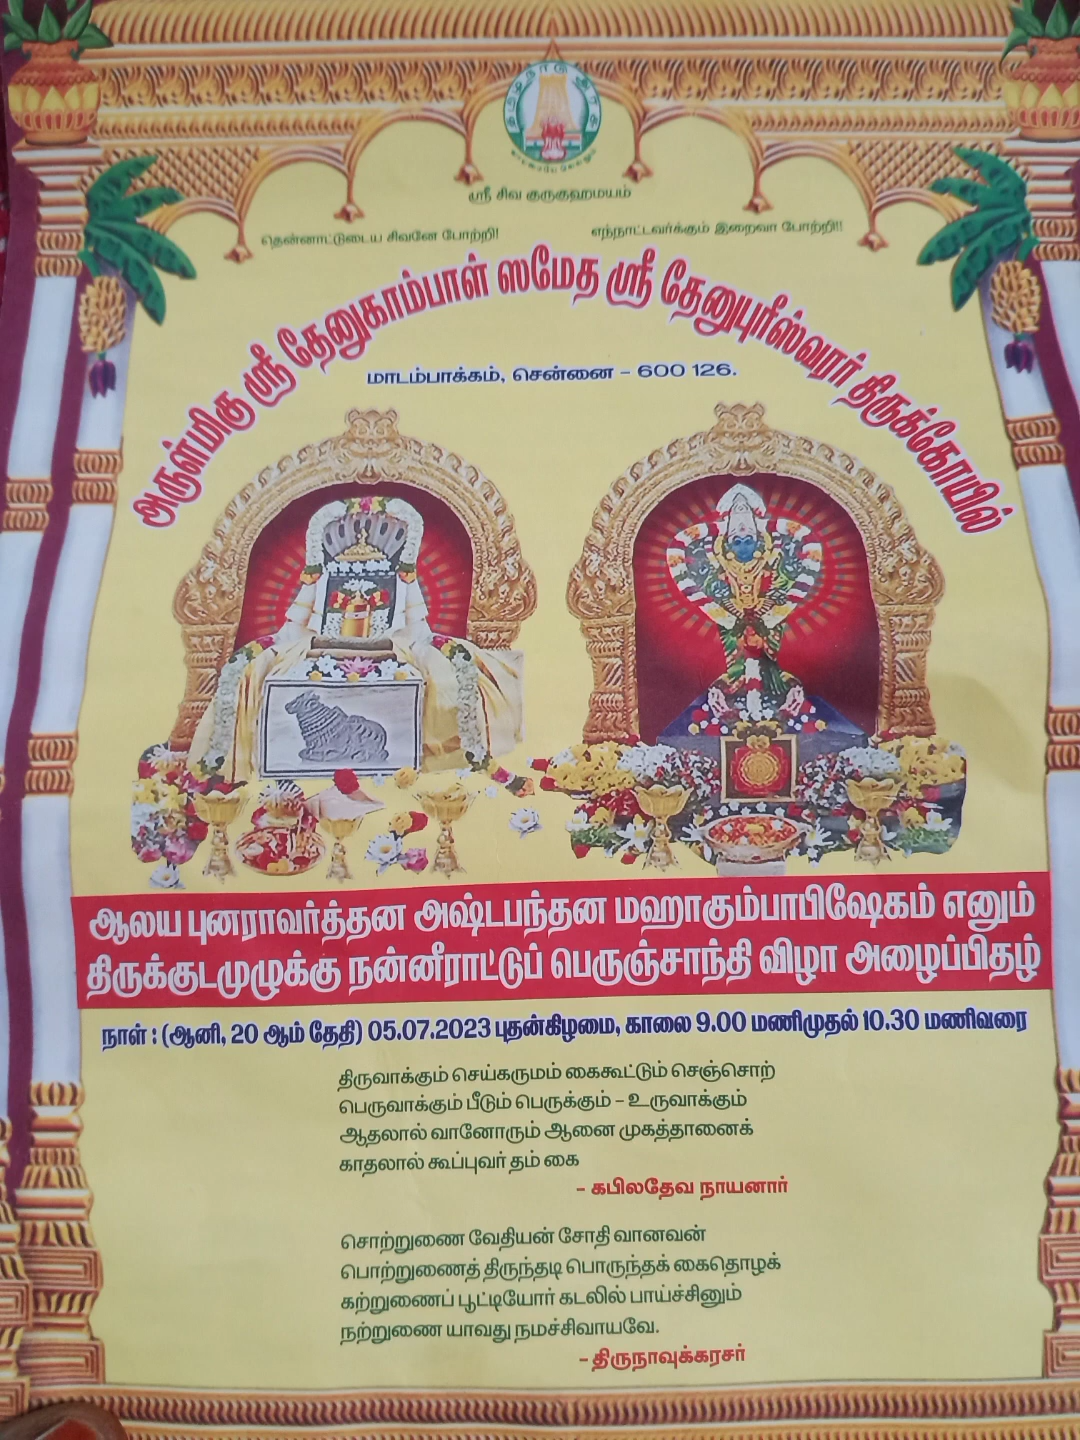 ஸ்ரீ சிவ குருகுஹமயம்
தென்னாட்டுடைய சிவனே போற்றி! எந்நாட்டவர்க்கும் இறைவா போற்றி!!
அருள்மிகு ஸ்ரீ தேனுகாம்பாள் ஸமேத ஸ்ரீ தேனுபுரீஸ்வரர் திருக்கோயில்
மாடம்பாக்கம், சென்னை – 600 126.
ஆலய புனராவர்த்தன அஷ்டபந்தன மஹாகும்பாபிஷேகம் எனும்
திருக்குடமுழுக்கு நன்னீராட்டுப் பெருஞ்சாந்தி விழா அழைப்பிதழ்
நாள் : (ஆனி, 20 ஆம் தேதி) 05.07.2023 புதன்கிழமை, காலை 9.00 மணிமுதல் 10.30 மணிவரை
திருவாக்கும் செய்கருமம் கைகூட்டும் செஞ்சொற்
பெருவாக்கும் பீடும் பெருக்கும் – உருவாக்கும்
ஆதலால் வானோரும் ஆனை முகத்தானைக்
காதலால் கூப்புவர் தம் கை
– கபிலதேவ நாயனார்
சொற்றுணை வேதியன் சோதி வானவன்
பொற்றுணைத் திருந்தடி பொருந்தக் கைதொழக்
கற்றுணைப் பூட்டியோர் கடலில் பாய்ச்சினும்
நற்றுணை யாவது நமச்சிவாயவே.
– திருநாவுக்கரசர்